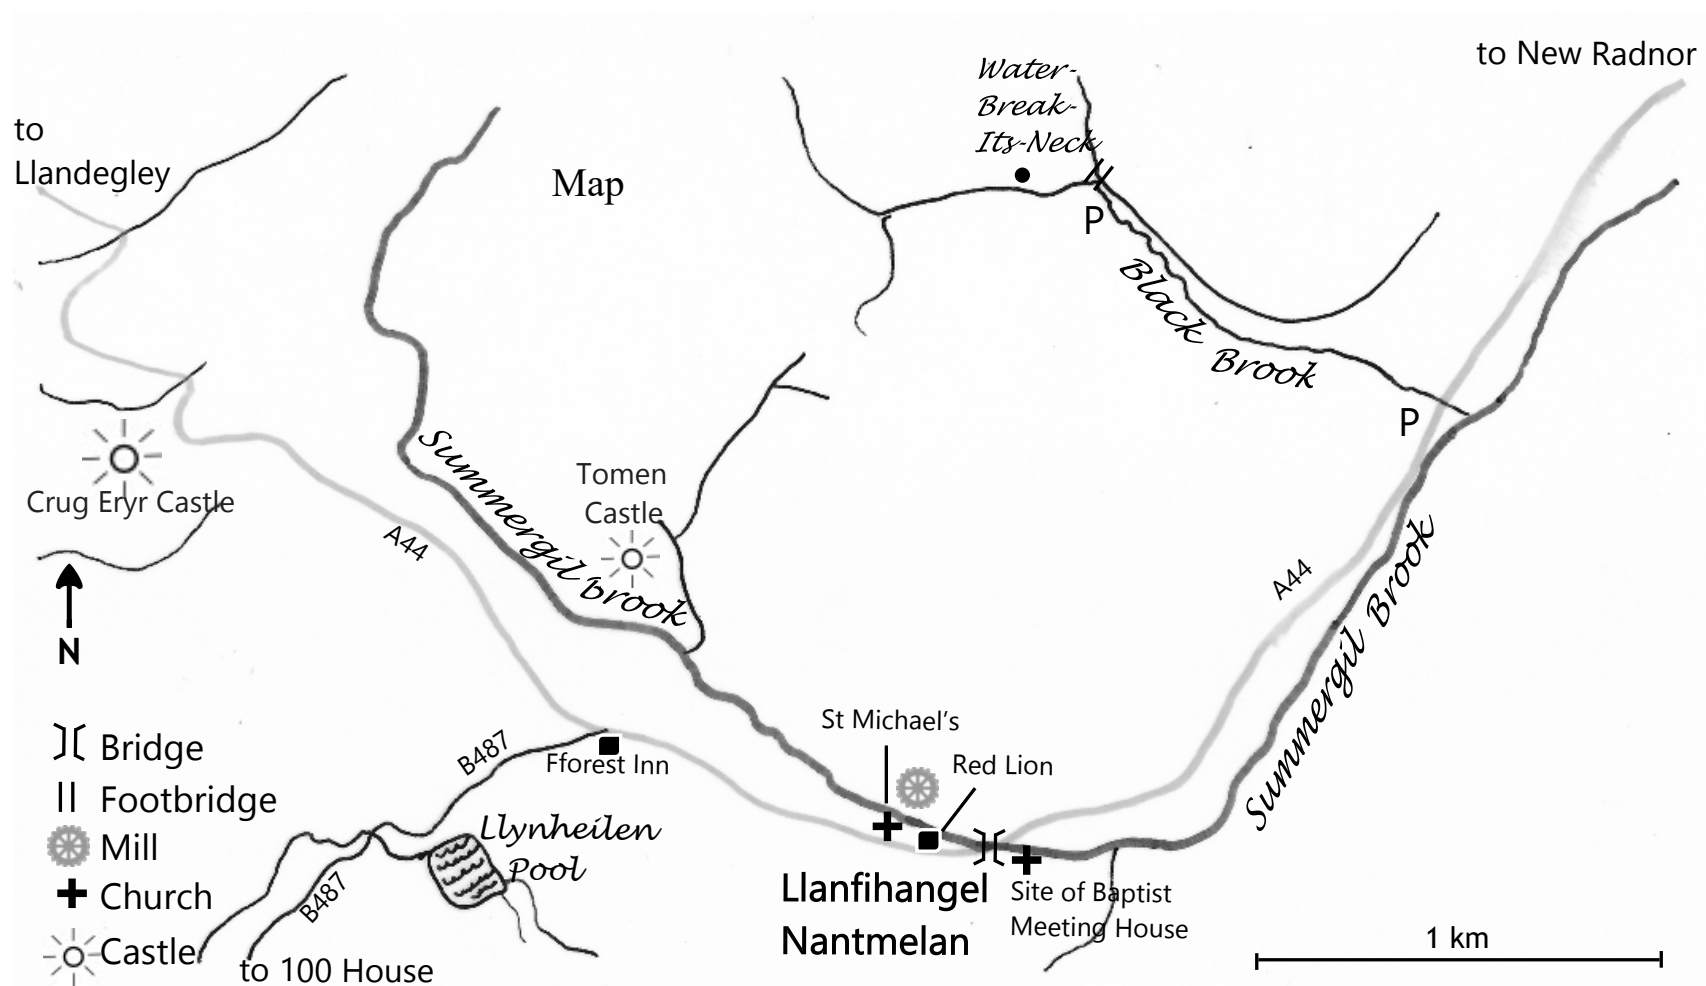 to New Radnor
Water-
Break-
Its-Neck
to
Llandegley
Map
P
Black Brook
P
Summergil brook
Tomen
Castle
Crug Eryr Castle
A44
A44
Summergil Brook
N
St Michael's
Red Lion
B487
Fforest Inn
Bridge
Footbridge
Mill
Church
Castle
Llynheilen
Pool
B487
to 100 House
Llanfihangel
Nantmelan
Site of Baptist
Meeting House
1 km